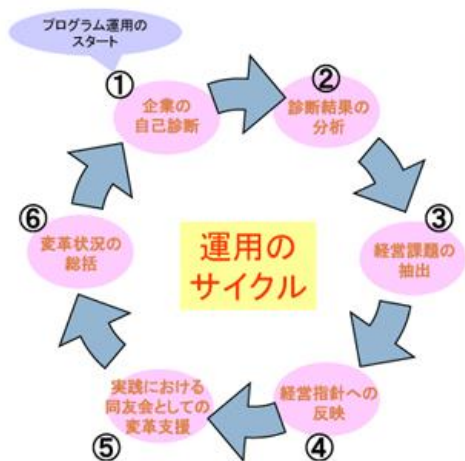 プログラム運用の
スタート
①
企業の
自己診断
②
診断結果の
分析
③
経営課題の
抽出
④
経営指針への
反映
⑤
実践における
同友会としての
変革支援
⑥
変革状況の
総括
運用の
サイクル